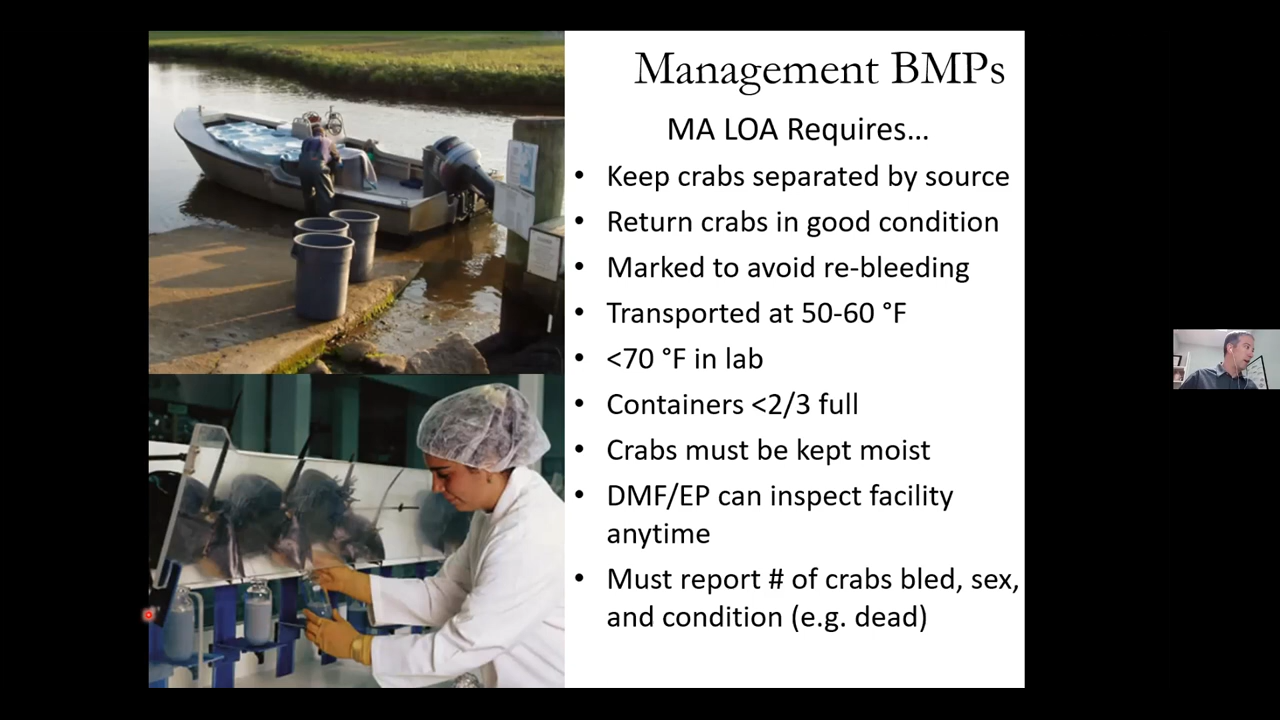 Management BMPs
MA LOA Requires...
• Keep crabs separated by source
• Return crabs in good condition
• Marked to avoid re-bleeding
• Transported at 50-60 °F
• <70 °F in lab
• Containers <2/3 full
• Crabs must be kept moist
• DMF/EP can inspect facility
anytime
• Must report # of crabs bled, sex,
and condition (e.g. dead)